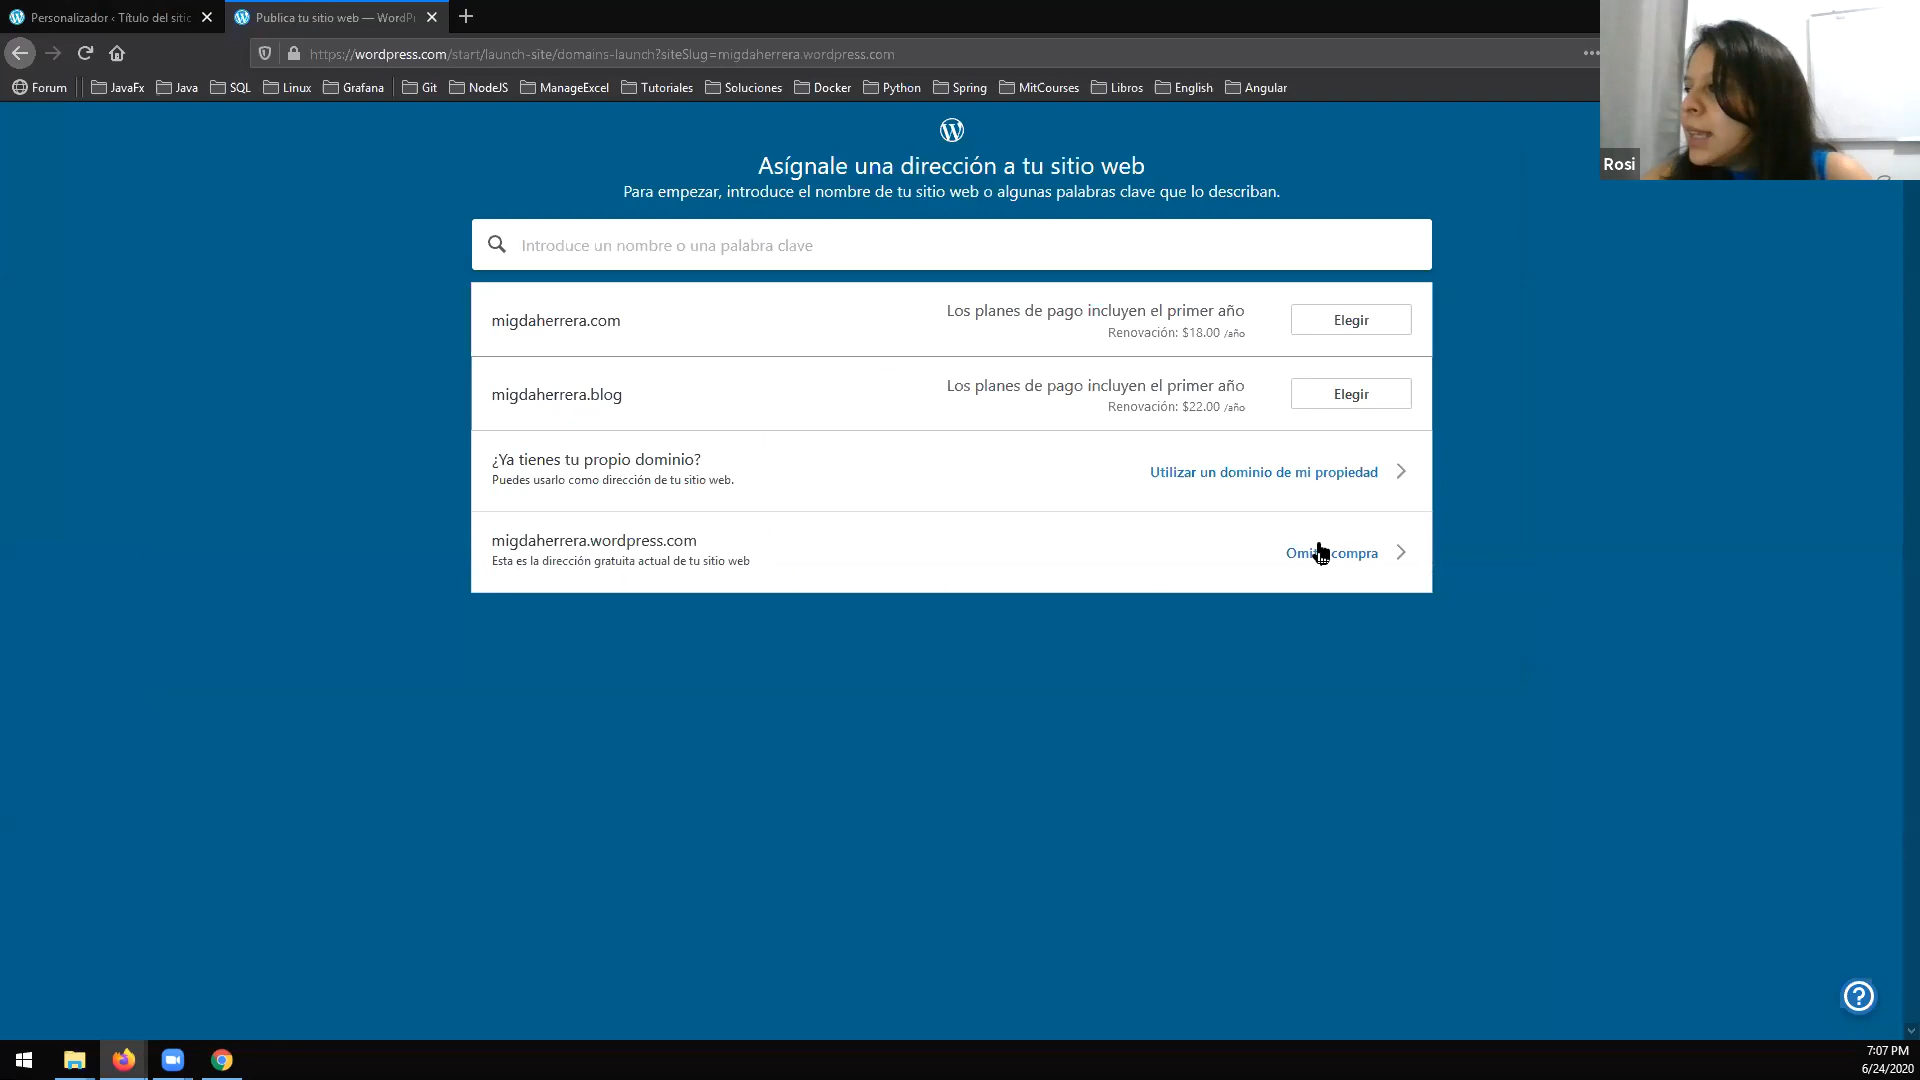 Personalizador ‹ Título del sitio
Publica tu sitio web — WordPr
https://wordpress.com/start/launch-site/domains-launch?siteSlug=migdaherrera.wordpress.com
Forum JavaFx Java SQL Linux Grafana Git NodeJS ManageExcel Tutoriales Soluciones Docker Python Spring MitCourses Libros English Angular
Rosi
Asígnale una dirección a tu sitio web
Para empezar, introduce el nombre de tu sitio web o algunas palabras clave que lo describan.
Introduce un nombre o una palabra clave
migdaherrera.com
Los planes de pago incluyen el primer año
Renovación: $18.00 /año
Elegir
migdaherrera.blog
Los planes de pago incluyen el primer año
Renovación: $22.00 /año
Elegir
¿Ya tienes tu propio dominio?
Puedes usarlo como dirección de tu sitio web.
Utilizar un dominio de mi propiedad
migdaherrera.wordpress.com
Esta es la dirección gratuita actual de tu sitio web
compra
7:07 PM
6/24/2020